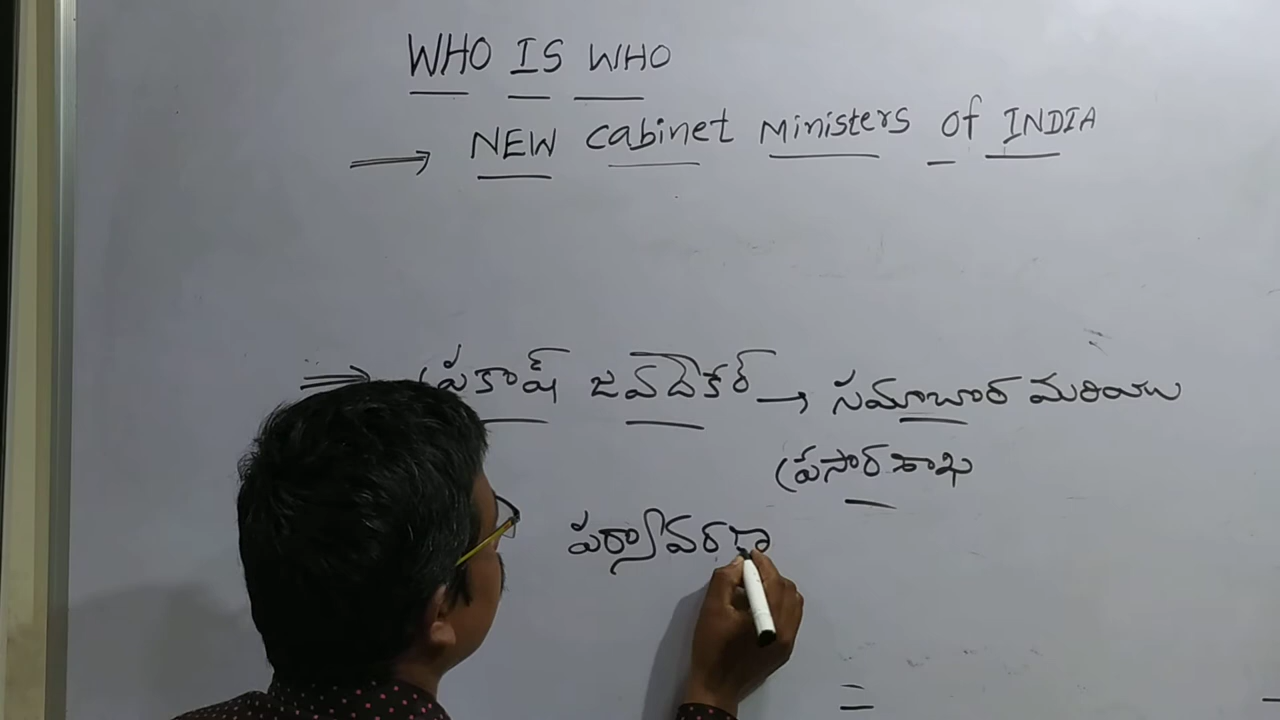 WHO IS WHO
NEW Cabinet Ministers of INDIA
ప్రకాష్ జవదేకర్ → సమాచార మరియు
ప్రసార శాఖ
పర్యావరణ